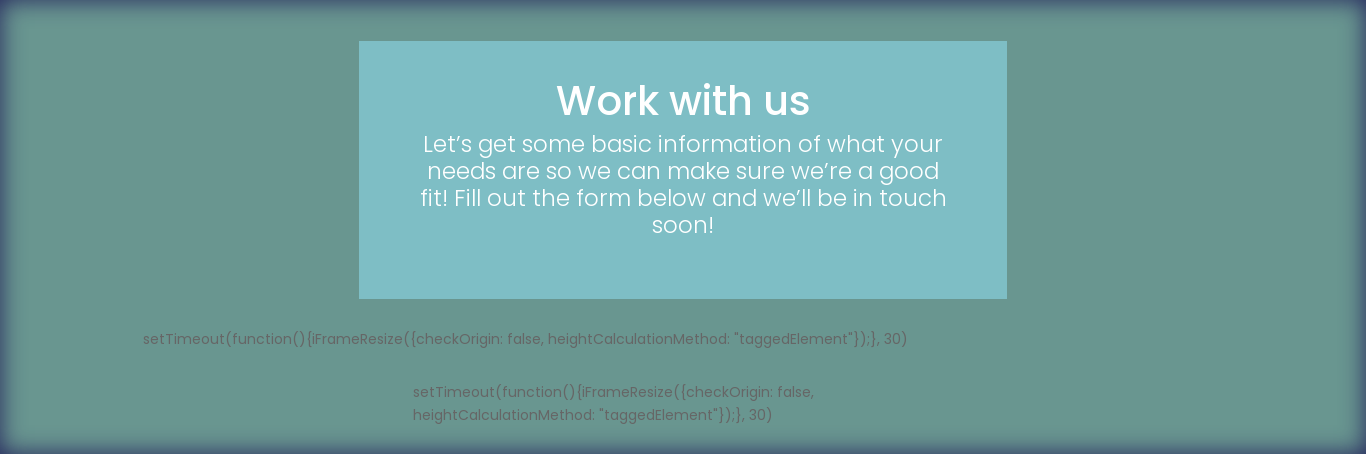 Work with us
Let’s get some basic information of what your
needs are so we can make sure we’re a good
fit! Fill out the form below and we’ll be in touch
soon!
setTimeout(function(){iFrameResize({checkOrigin: false, heightCalculationMethod: "taggedElement"});}, 30)
setTimeout(function(){iFrameResize({checkOrigin: false,
heightCalculationMethod: "taggedElement"});}, 30)